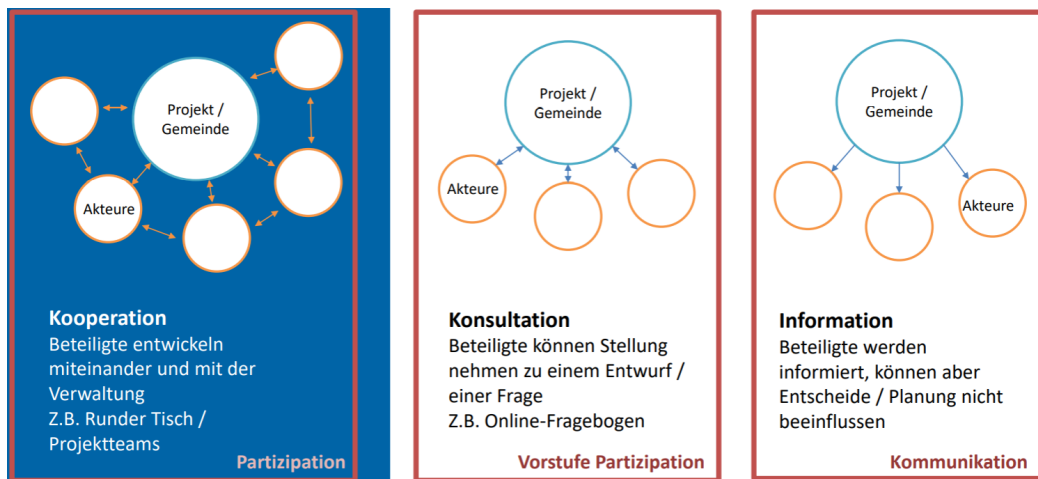 Projekt /
Gemeinde
Akteure
Kooperation
Beteiligte entwickeln
miteinander und mit der
Verwaltung
Z.B. Runder Tisch /
Projektteams
Partizipation
Projekt /
Gemeinde
Akteure
Konsultation
Beteiligte können Stellung
nehmen zu einem Entwurf /
einer Frage
Z.B. Online-Fragebogen
Vorstufe Partizipation
Projekt /
Gemeinde
Akteure
Information
Beteiligte werden
informiert, können aber
Entscheide / Planung nicht
beeinflussen
Kommunikation